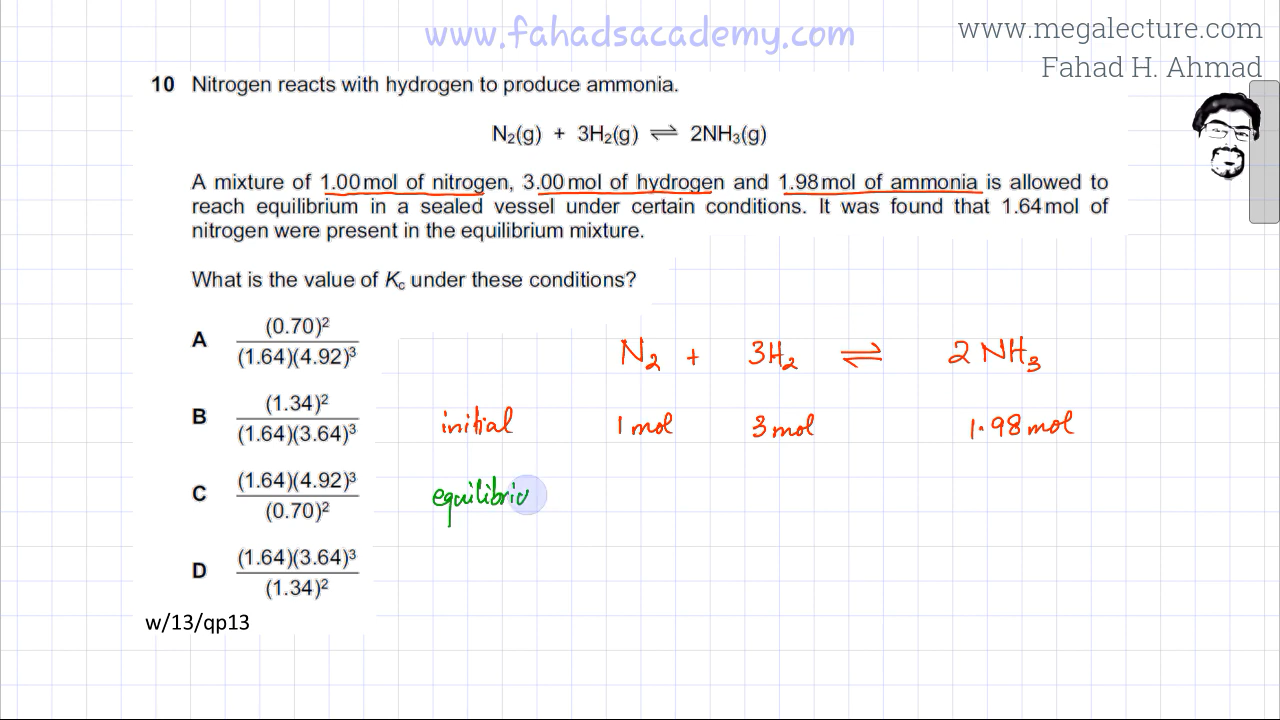 www.fahadsacademy.com
www.megalecture.com
Fahad H. Ahmad
10 Nitrogen reacts with hydrogen to produce ammonia.
N₂(g) + 3H₂(g) ⇌ 2NH₃(g)
A mixture of 1.00 mol of nitrogen, 3.00 mol of hydrogen and 1.98 mol of ammonia is allowed to
reach equilibrium in a sealed vessel under certain conditions. It was found that 1.64 mol of
nitrogen were present in the equilibrium mixture.
What is the value of Kc under these conditions?
A (0.70)² / (1.64)(4.92)³
N₂ + 3H₂ ⇌ 2NH₃
B (1.34)² / (1.64)(3.64)³
initial 1 mol 3 mol 1.98 mol
C (1.64)(4.92)³ / (0.70)²
equilibriu
D (1.64)(3.64)³ / (1.34)²
w/13/qp13